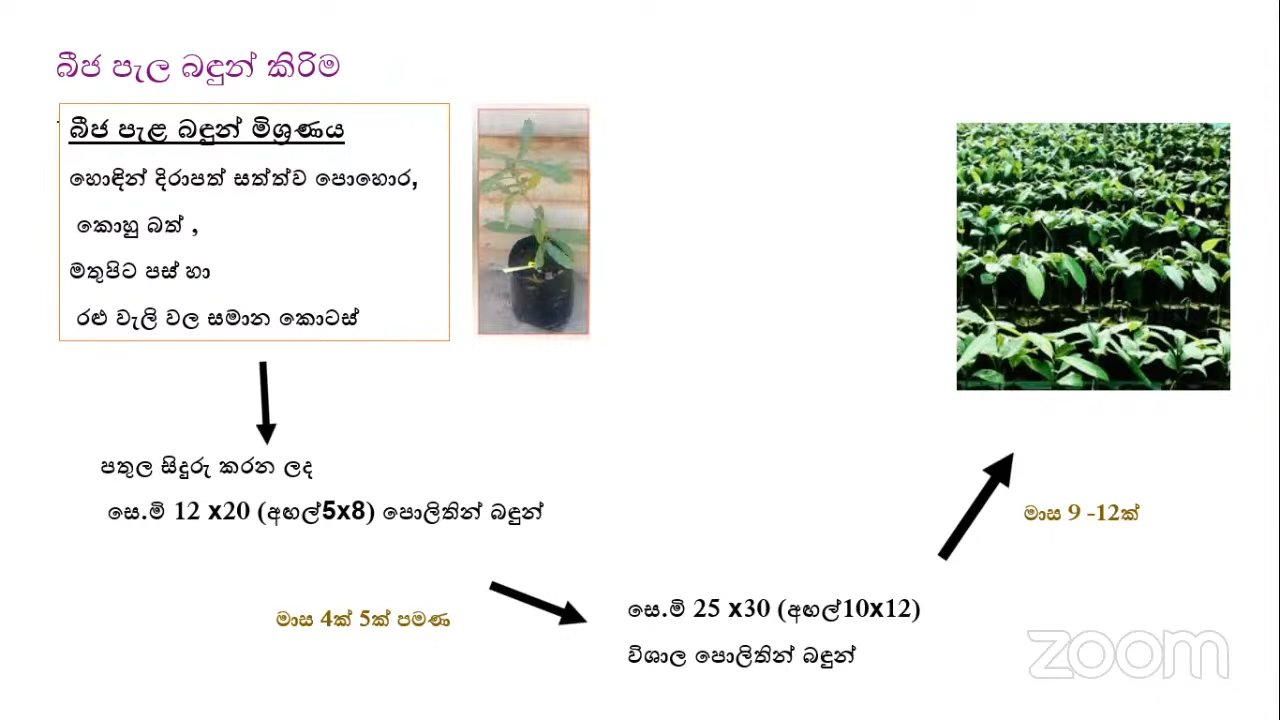 බීජ පැල බඳුන් කිරිම
බීජ පැළ බඳුන් මිශ්‍රණය
හොඳින් දිරාපත් සත්ත්ව පොහොර,
කොහු බත් ,
මතුපිට පස් හා
රළු වැලි වල සමාන කොටස්
පතුල සිදුරු කරන ලද
සෙ.මි 12 x20 (අඟල්5x8) පොලිතින් බඳුන්
මාස 4ක් 5ක් පමණ
සෙ.මි 25 x30 (අඟල්10x12)
විශාල පොලිතින් බඳුන්
මාස 9 -12ක්
zoom